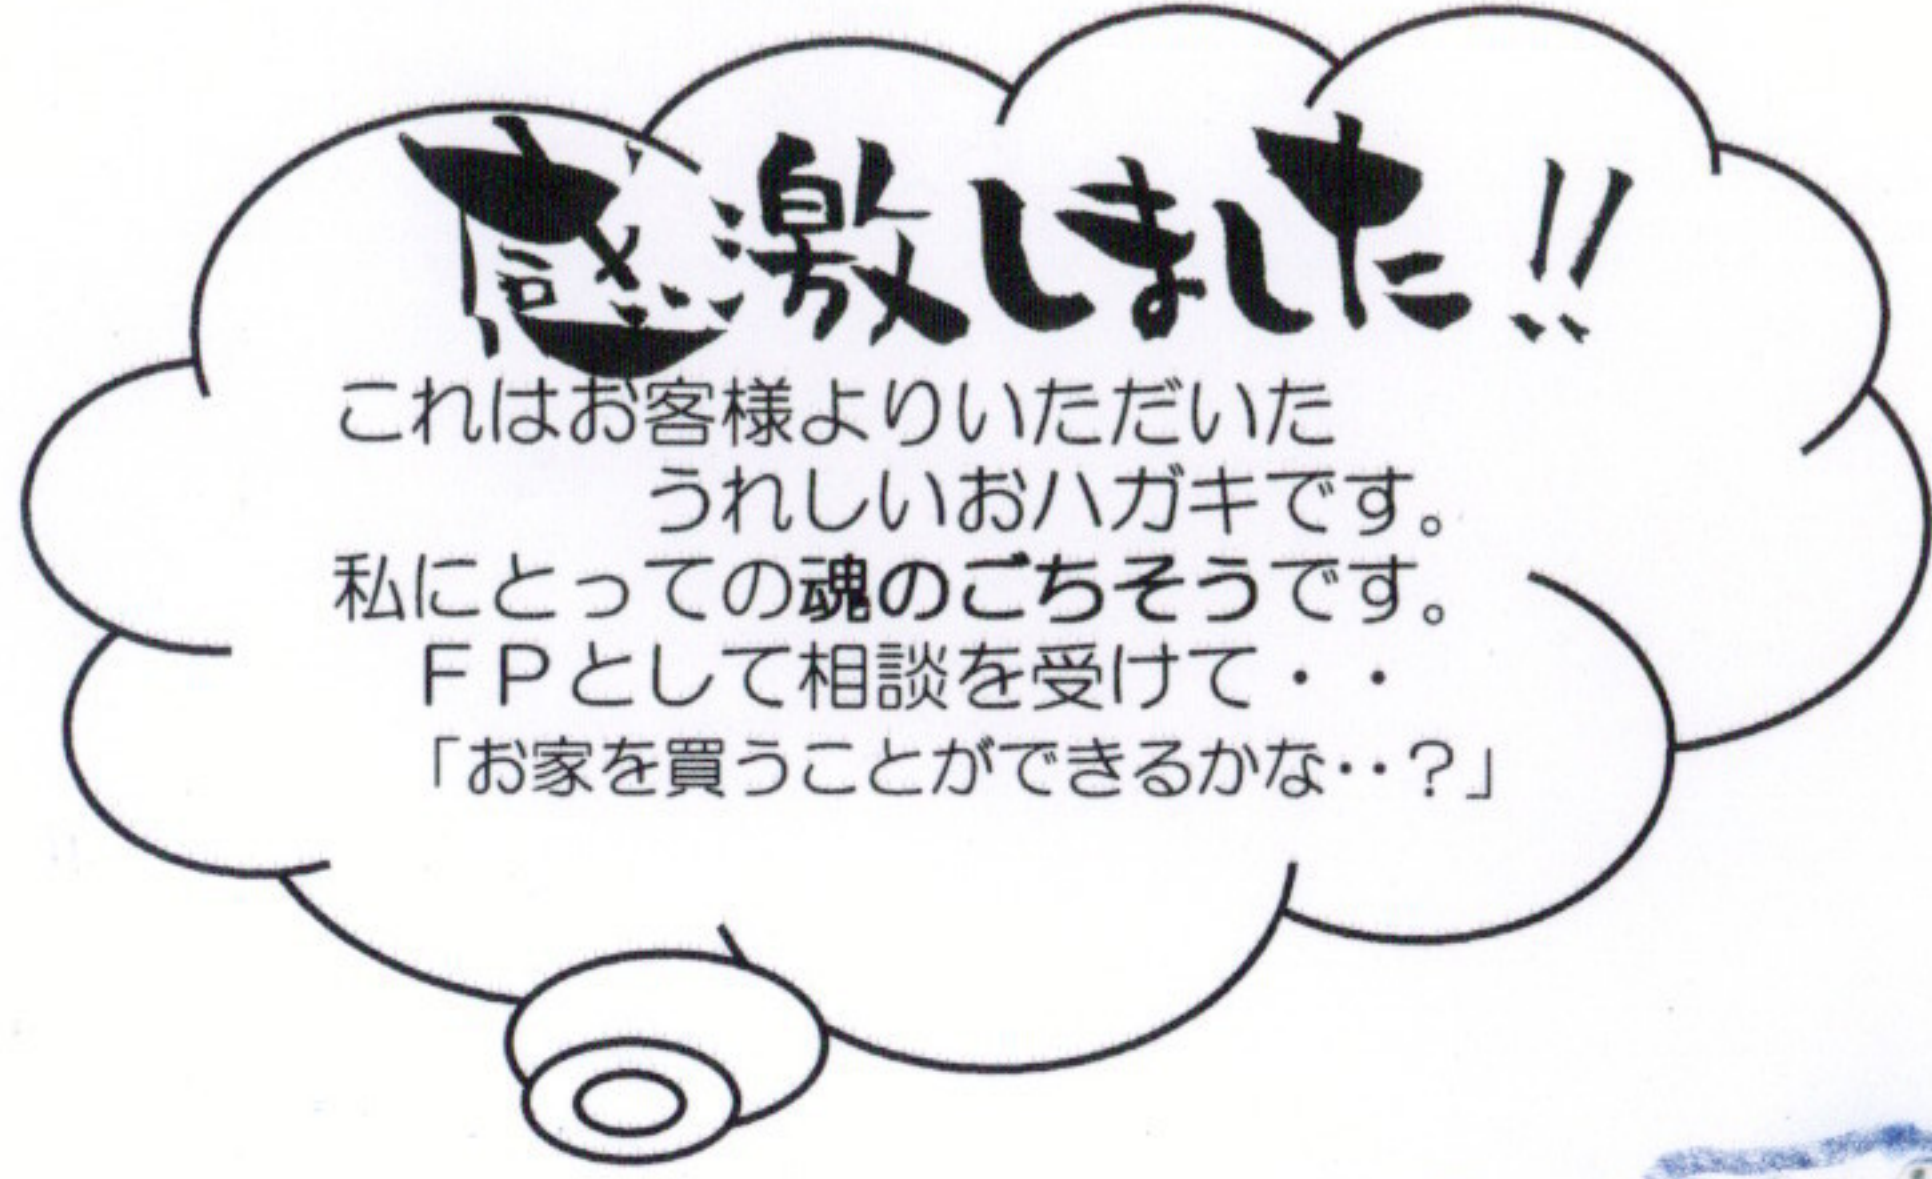 感激しました!!
これはお客様よりいただいた
うれしいおハガキです。
私にとっての魂のごちそうです。
ＦＰとして相談を受けて・・
「お家を買うことができるかな‥？」